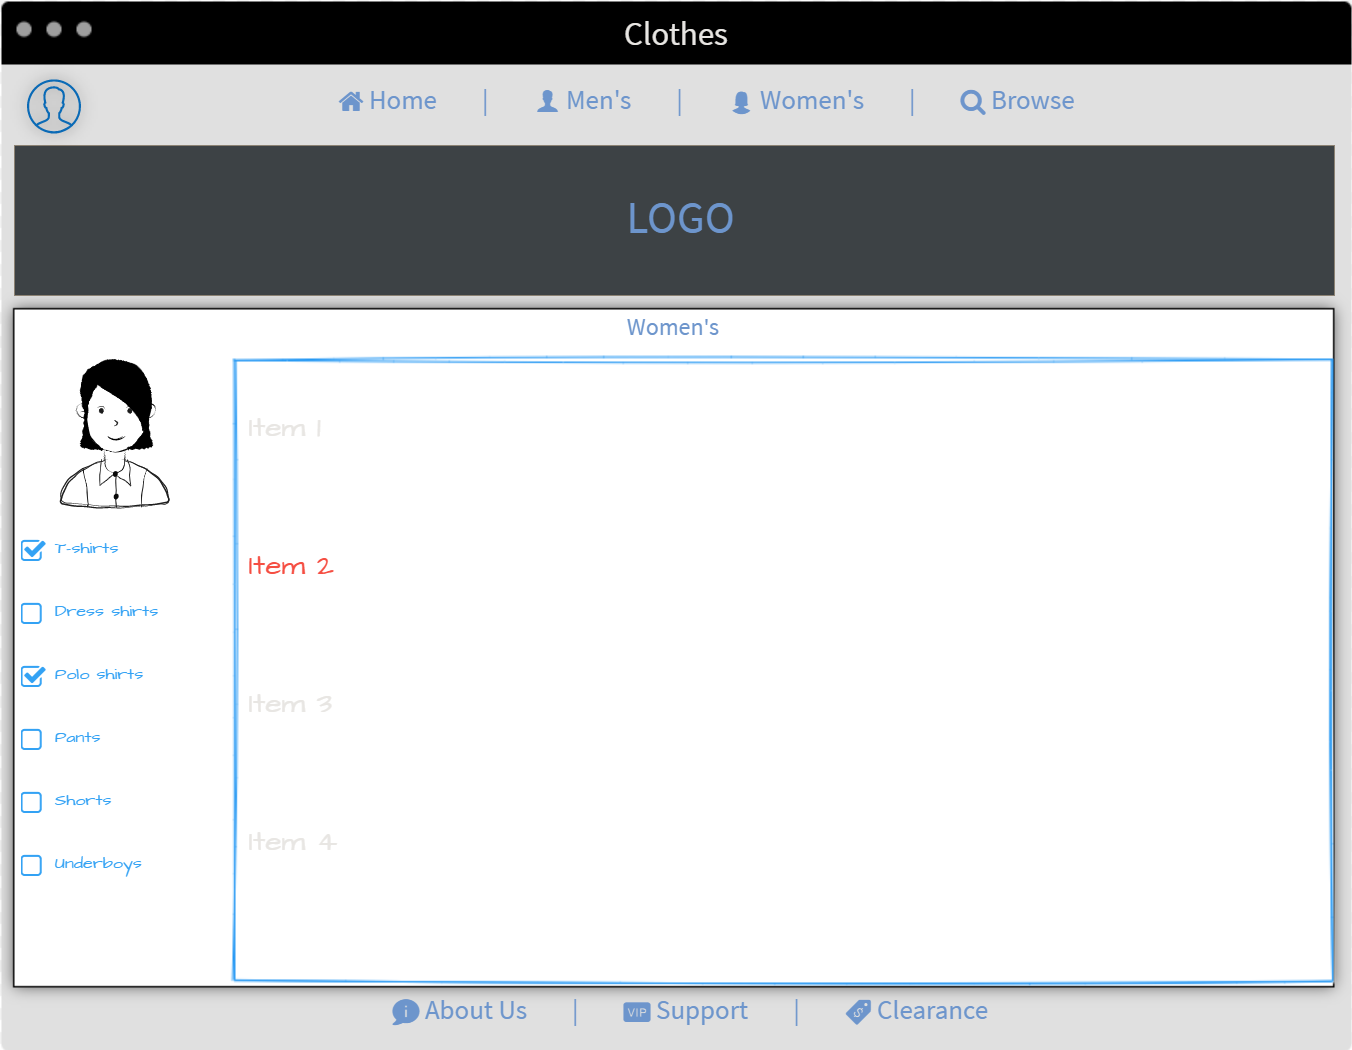 Clothes
Home | Men's | Women's | Browse
LOGO
Women's
Item 1
Item 2
Item 3
Item 4
T-shirts
Dress shirts
Polo shirts
Pants
Shorts
Underboys
About Us | VIP Support | Clearance